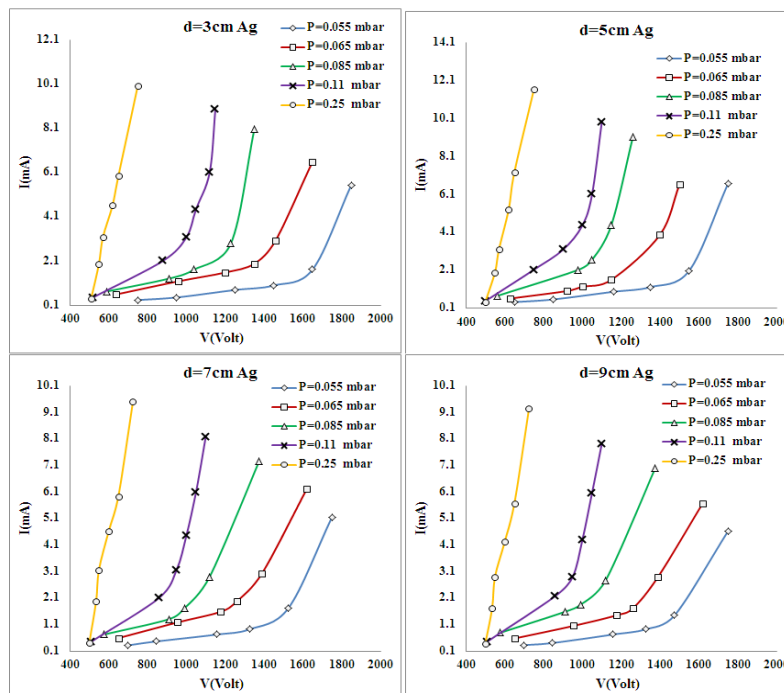 d=3cm Ag
P=0.055 mbar
P=0.065 mbar
P=0.085 mbar
P=0.11 mbar
P=0.25 mbar
I(mA)
12.1
10.1
8.1
6.1
4.1
2.1
0.1
400 600 800 1000 1200 1400 1600 1800 2000
V(Volt)
d=5cm Ag
P=0.055 mbar
P=0.065 mbar
P=0.085 mbar
P=0.11 mbar
P=0.25 mbar
I(mA)
14.1
12.1
10.1
8.1
6.1
4.1
2.1
0.1
400 600 800 1000 1200 1400 1600 1800 2000
V(Volt)
d=7cm Ag
P=0.055 mbar
P=0.065 mbar
P=0.085 mbar
P=0.11 mbar
P=0.25 mbar
I(mA)
10.1
9.1
8.1
7.1
6.1
5.1
4.1
3.1
2.1
1.1
0.1
400 600 800 1000 1200 1400 1600 1800 2000
V(Volt)
d=9cm Ag
P=0.055 mbar
P=0.065 mbar
P=0.085 mbar
P=0.11 mbar
P=0.25 mbar
I(mA)
10.1
9.1
8.1
7.1
6.1
5.1
4.1
3.1
2.1
1.1
0.1
400 600 800 1000 1200 1400 1600 1800 2000
V(Volt)